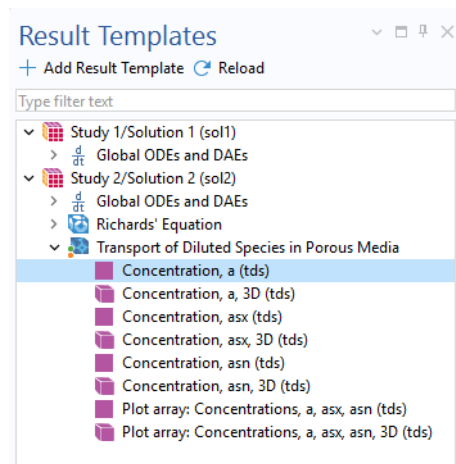 Result Templates
Add Result Template Reload
Type filter text
Study 1/Solution 1 (sol1)
d/dt Global ODEs and DAEs
Study 2/Solution 2 (sol2)
d/dt Global ODEs and DAEs
Richards' Equation
Transport of Diluted Species in Porous Media
Concentration, a (tds)
Concentration, a, 3D (tds)
Concentration, asx (tds)
Concentration, asx, 3D (tds)
Concentration, asn (tds)
Concentration, asn, 3D (tds)
Plot array: Concentrations, a, asx, asn (tds)
Plot array: Concentrations, a, asx, asn, 3D (tds)